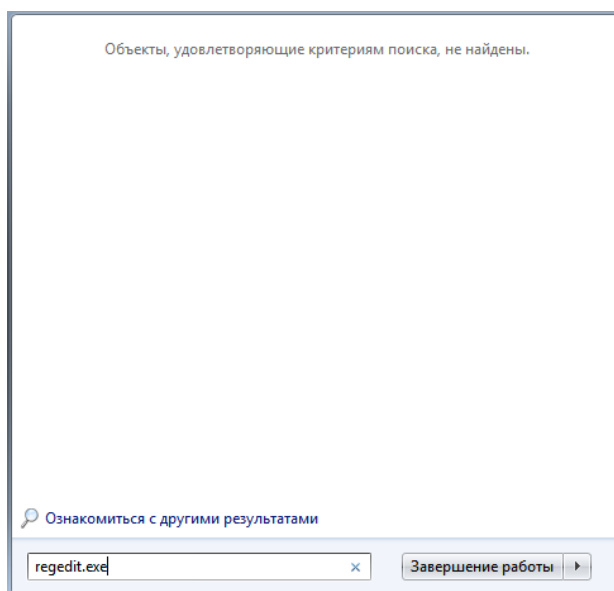 Объекты, удовлетворяющие критериям поиска, не найдены.
Ознакомиться с другими результатами
regedit.exe
Завершение работы